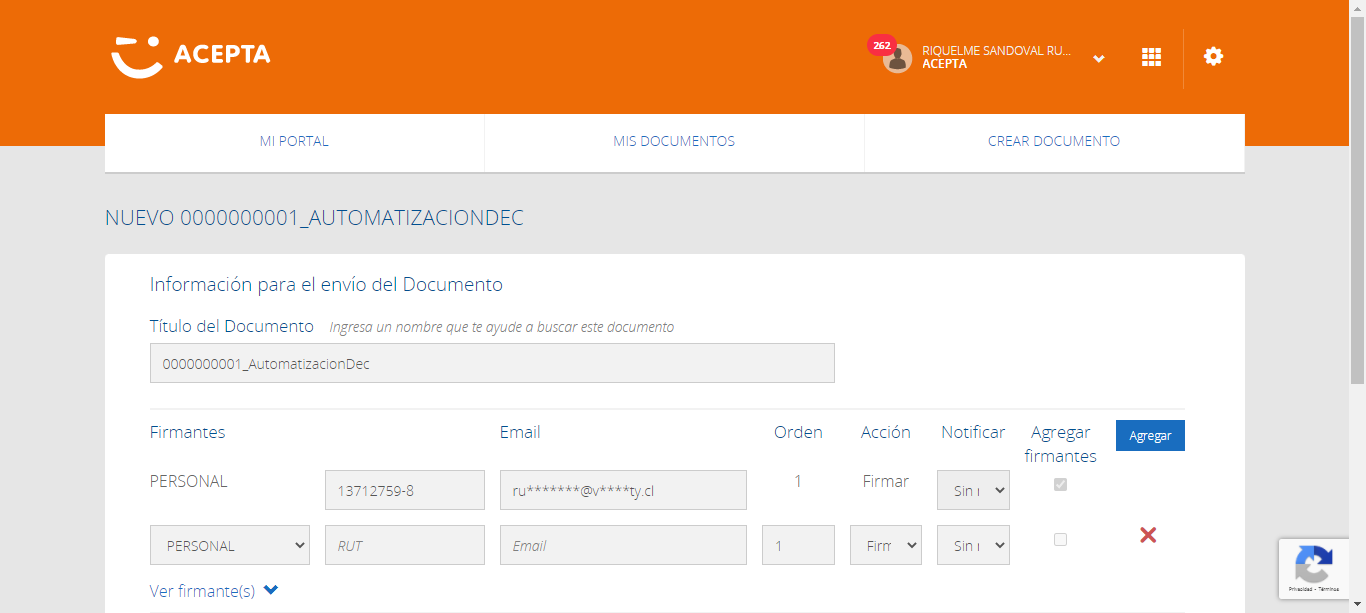 ACEPTA
262
RIQUELME SANDOVAL RU...
ACEPTA
MI PORTAL
MIS DOCUMENTOS
CREAR DOCUMENTO
NUEVO 0000000001_AUTOMATIZACIONDEC
Información para el envío del Documento
Título del Documento Ingresa un nombre que te ayude a buscar este documento
0000000001_AutomatizacionDec
Firmantes Email Orden Acción Notificar Agregar firmantes Agregar
PERSONAL 13712759-8 ru*******@v****ty.cl 1 Firmar Sin
PERSONAL RUT Email 1 Firm Sin
Ver firmante(s)
Privacidad - Términos